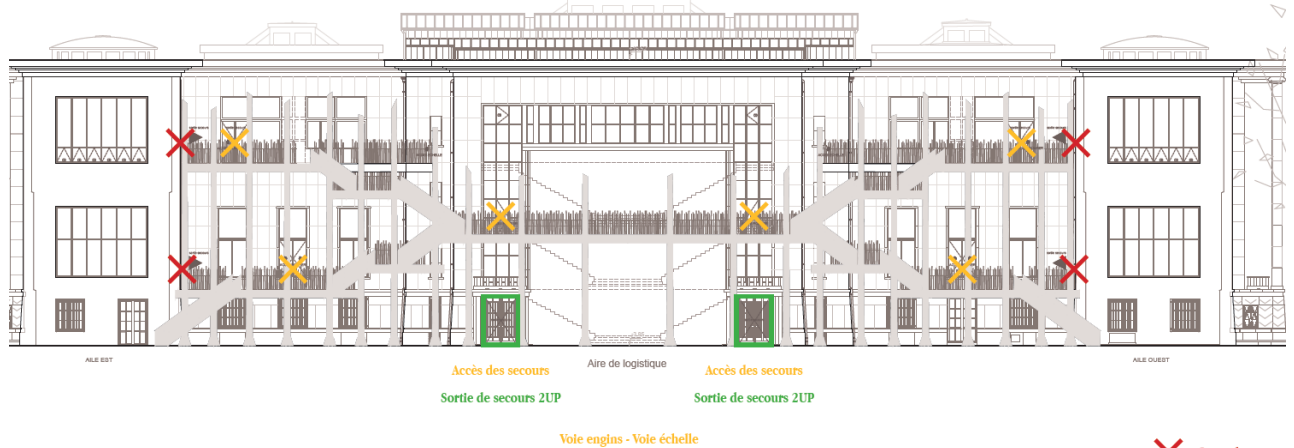 AILE EST
Aire de logistique
AILE OUEST
Accès des secours
Accès des secours
Sortie de secours 2UP
Sortie de secours 2UP
Voie engins - Voie échelle